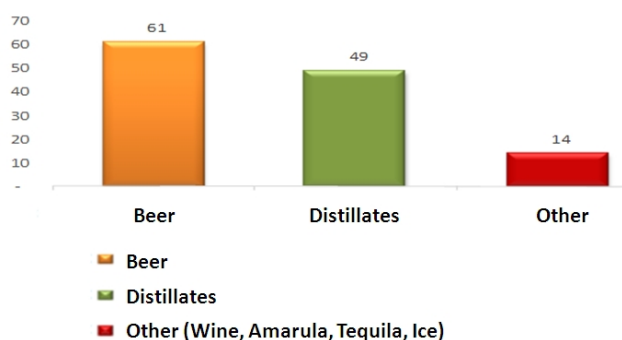 70
60
50
40
30
20
10
-
61
49
14
Beer Distillates Other
Beer
Distillates
Other (Wine, Amarula, Tequila, Ice)